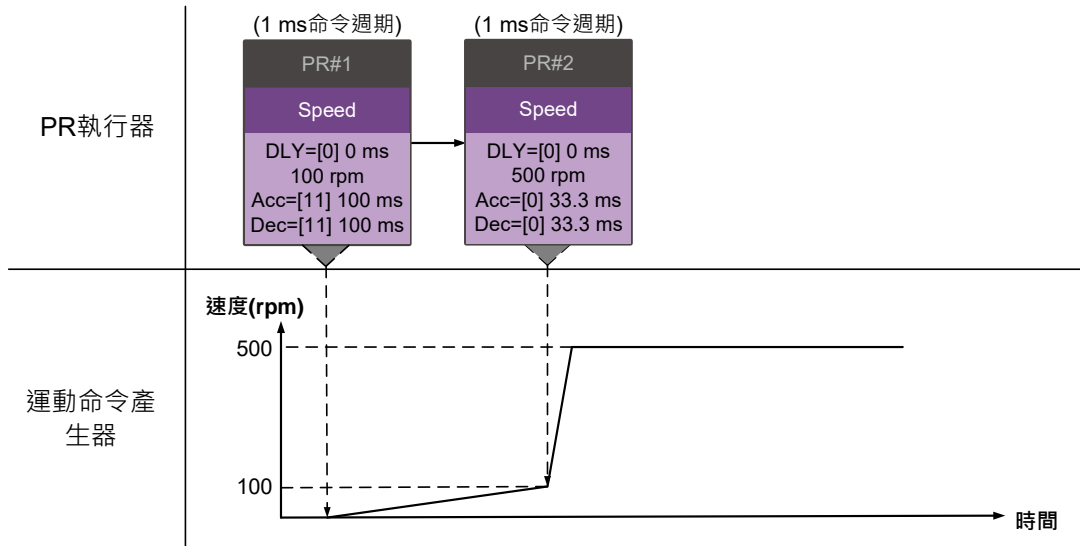 (1 ms命令週期)
(1 ms命令週期)
PR#1
PR#2
PR執行器
Speed
Speed
DLY=[0] 0 ms
100 rpm
Acc=[11] 100 ms
Dec=[11] 100 ms
DLY=[0] 0 ms
500 rpm
Acc=[0] 33.3 ms
Dec=[0] 33.3 ms
運動命令產
生器
速度(rpm)
500
100
時間